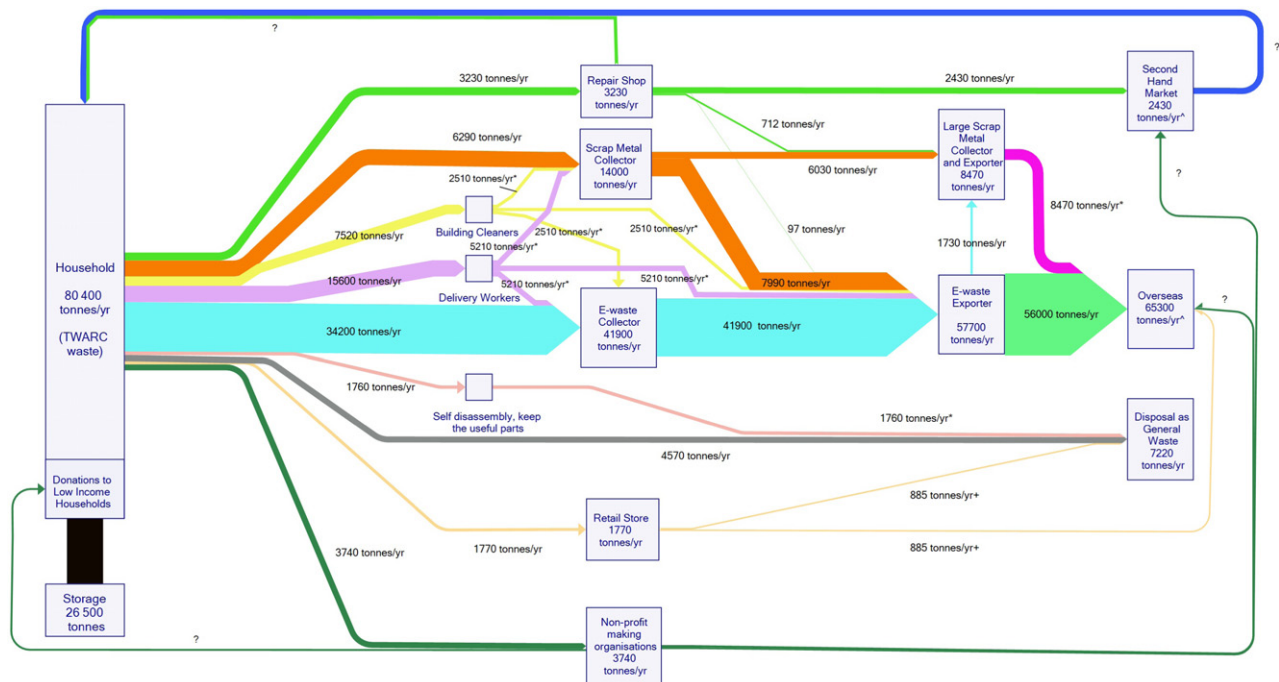 ?
?
3230 tonnes/yr
Repair Shop
3230
tonnes/yr
2430 tonnes/yr
Second
Hand
Market
2430
tonnes/yr^
712 tonnes/yr
6290 tonnes/yr
Scrap Metal
Collector
14000
tonnes/yr
6030 tonnes/yr
Large Scrap
Metal
Collector
and Exporter
8470
tonnes/yr
?
2510 tonnes/yr*
8470 tonnes/yr*
7520 tonnes/yr
Building Cleaners
2510 tonnes/yr*
2510 tonnes/yr*
97 tonnes/yr
5210 tonnes/yr*
1730 tonnes/yr
Household
80 400
tonnes/yr
(TWARC
waste)
15600 tonnes/yr
Delivery Workers
5210 tonnes/yr*
5210 tonnes/yr*
7990 tonnes/yr
34200 tonnes/yr
E-waste
Collector
41900
tonnes/yr
41900 tonnes/yr
E-waste
Exporter
57700
tonnes/yr
56000 tonnes/yr
Overseas
65300
tonnes/yr^
?
1760 tonnes/yr
Self disassembly, keep
the useful parts
1760 tonnes/yr*
Disposal as
General
Waste
7220
tonnes/yr
4570 tonnes/yr
Donations to
Low Income
Households
885 tonnes/yr+
Retail Store
1770
tonnes/yr
3740 tonnes/yr
1770 tonnes/yr
885 tonnes/yr+
Storage
26 500
tonnes
?
Non-profit
making
organisations
3740
tonnes/yr